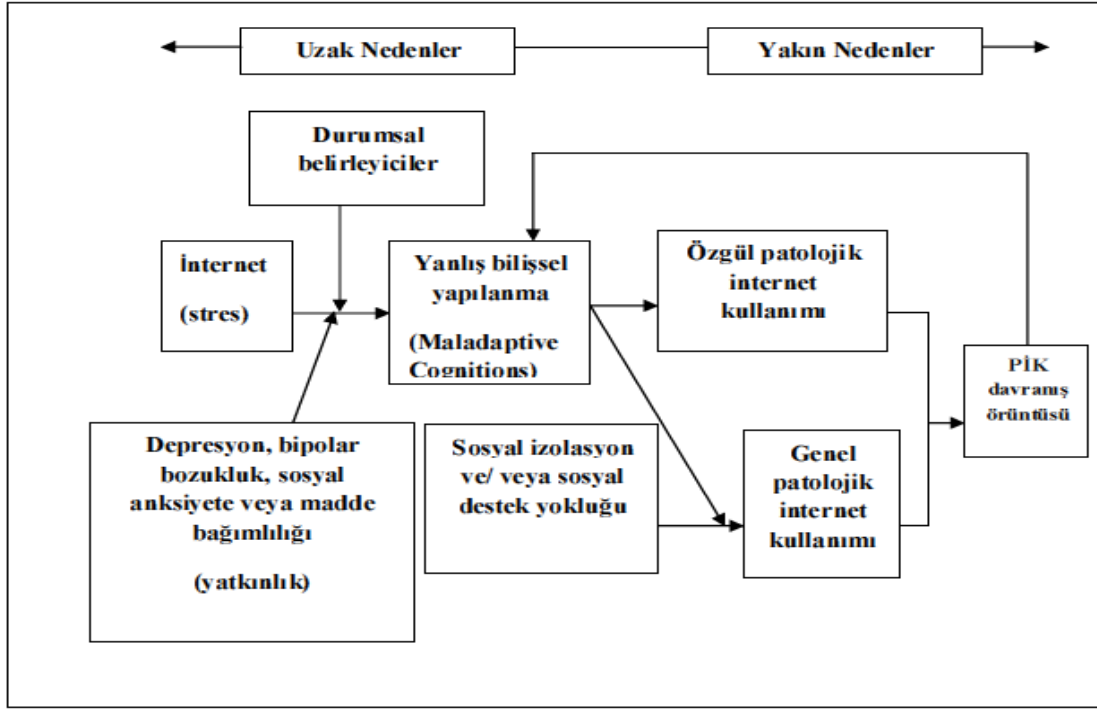 Uzak Nedenler
Yakın Nedenler
Durumsal
belirleyiciler
İnternet
(stres)
Yanlış bilişsel
yapılanma
(Maladaptive
Cognitions)
Özgül patolojik
internet
kullanımı
PİK
davranış
örüntüsü
Depresyon, bipolar
bozukluk, sosyal
anksiyete veya madde
bağımlılığı
(yatkınlık)
Sosyal izolasyon
ve/ veya sosyal
destek yokluğu
Genel
patolojik
internet
kullanımı